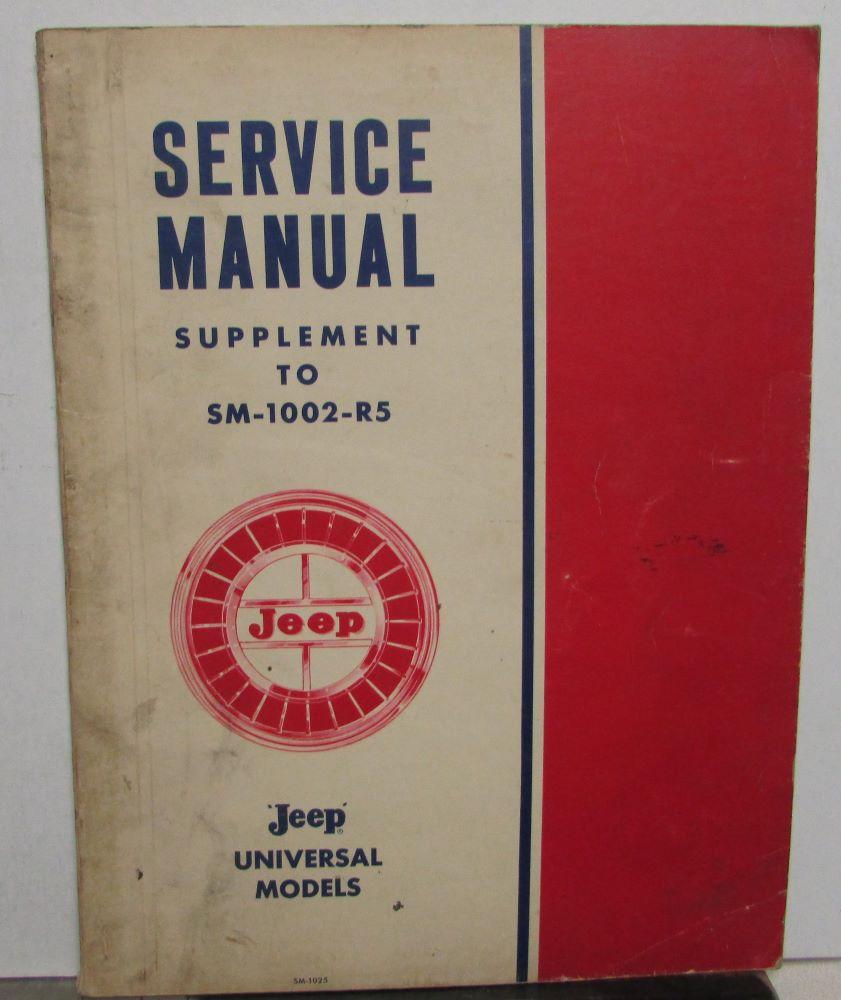 SERVICE
MANUAL
SUPPLEMENT
TO
SM-1002-R5
Jeep
"Jeep"®
UNIVERSAL
MODELS
SM-1025